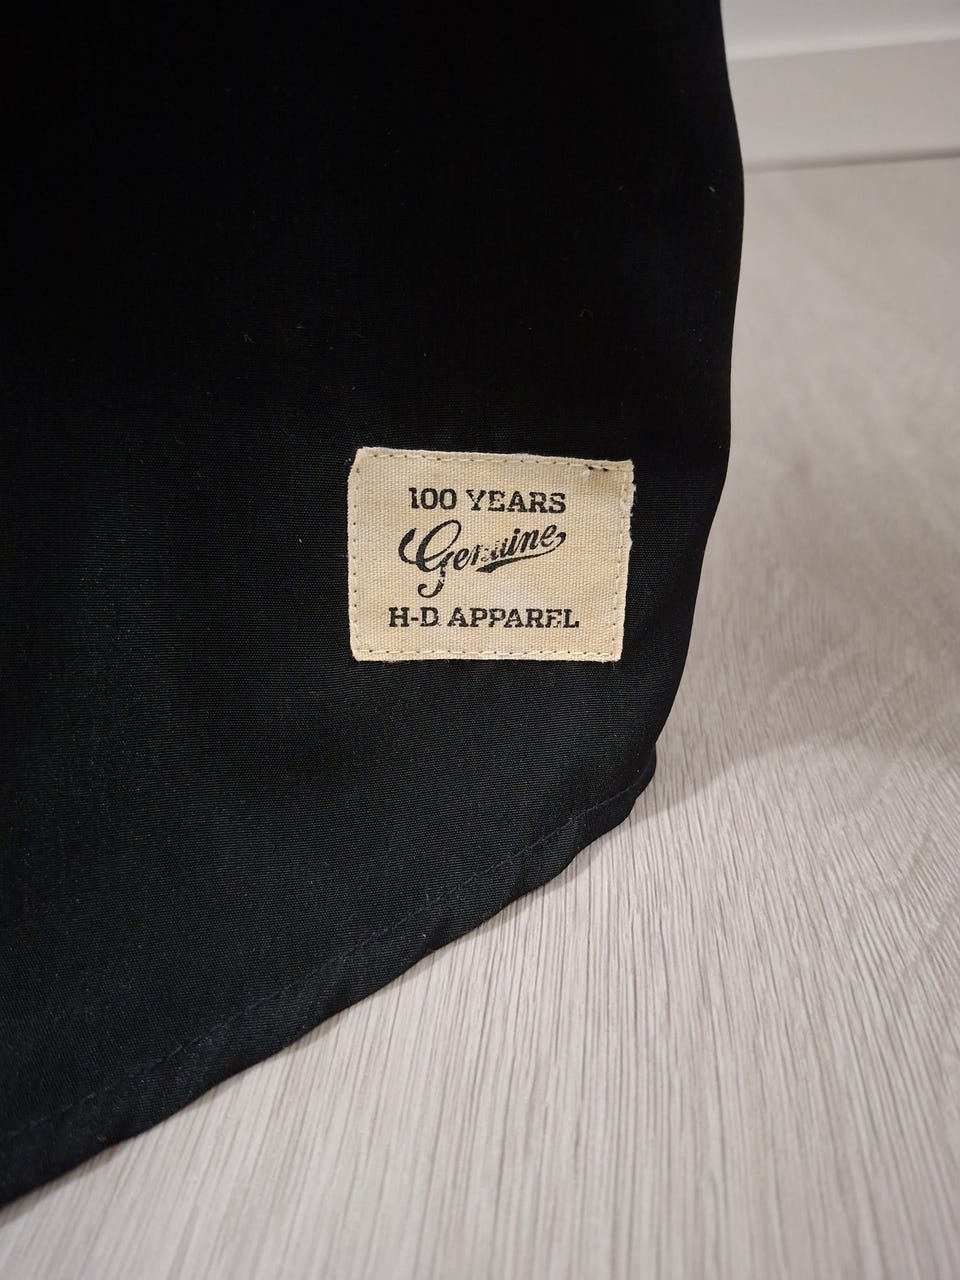 100 YEARS
Genuine
H-D APPAREL